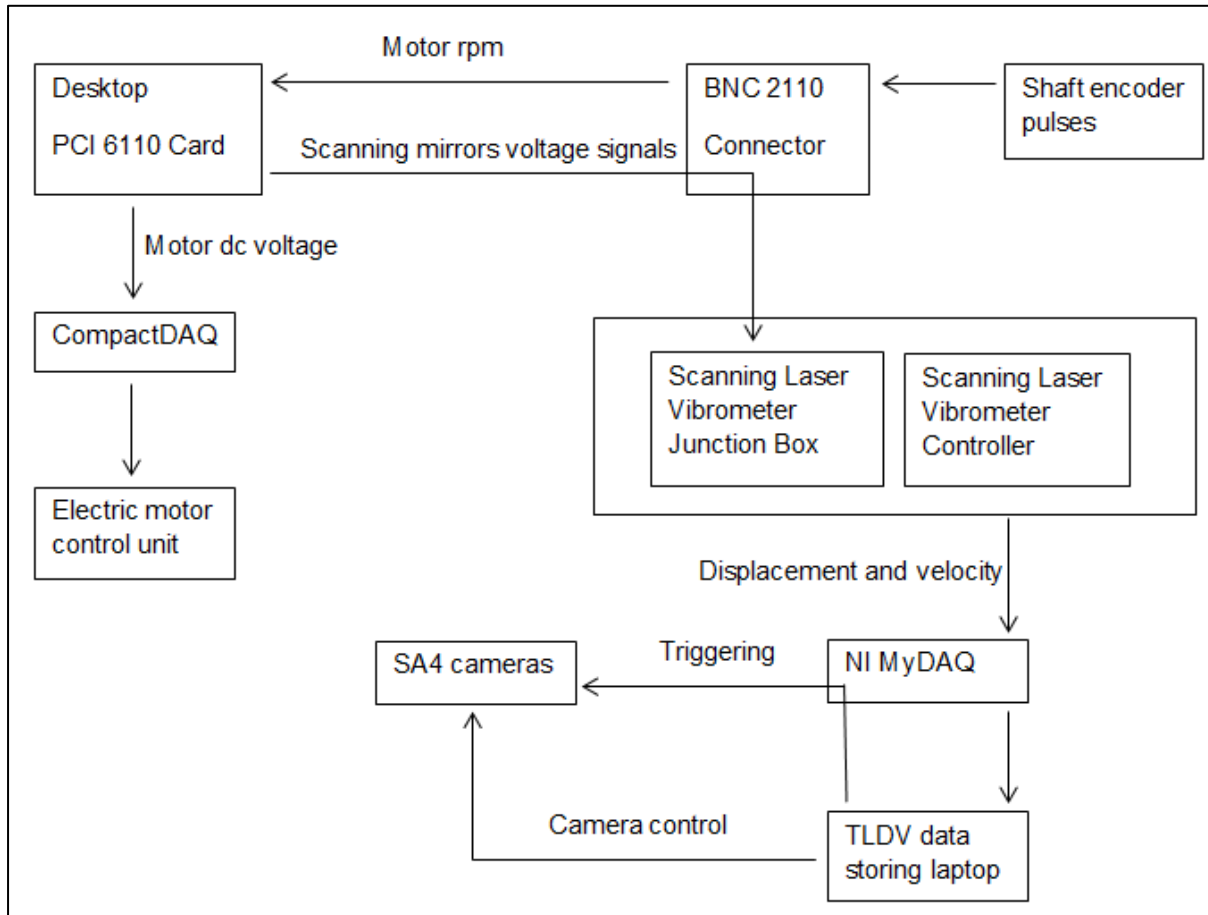 Motor rpm
Desktop
PCI 6110 Card
BNC 2110
Connector
Shaft encoder
pulses
Scanning mirrors voltage signals
Motor dc voltage
CompactDAQ
Electric motor
control unit
Scanning Laser
Vibrometer
Junction Box
Scanning Laser
Vibrometer
Controller
Displacement and velocity
SA4 cameras
Triggering
NI MyDAQ
Camera control
TLDV data
storing laptop